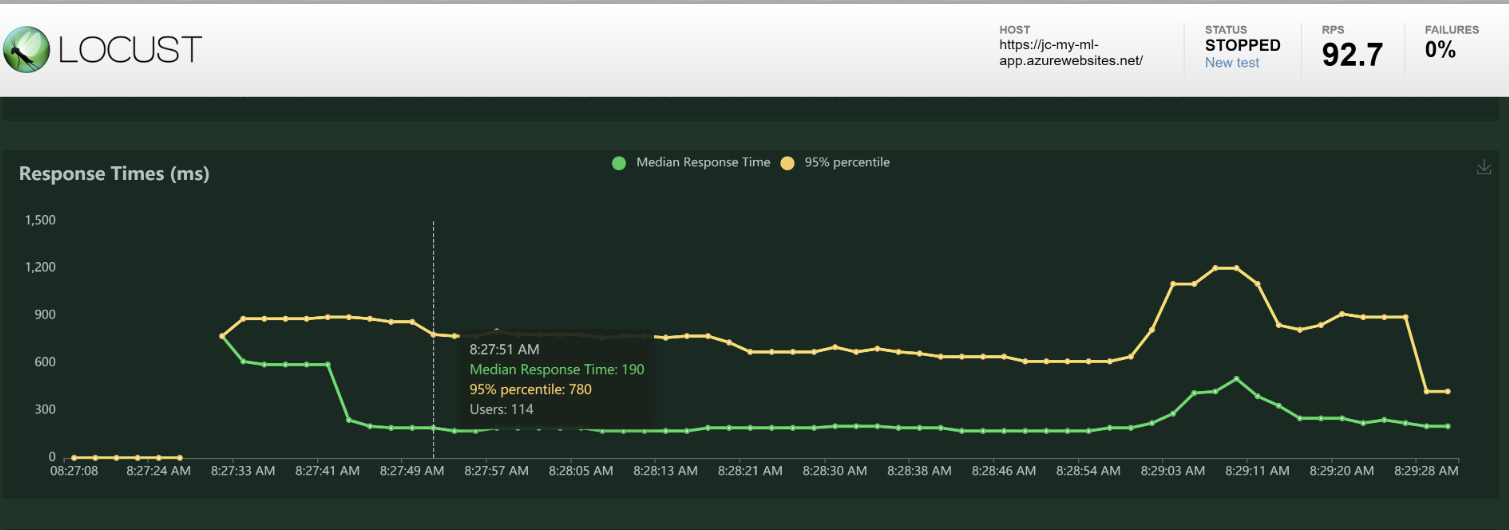 LOCUST
HOST
https://jc-my-ml-
app.azurewebsites.net/
STATUS
STOPPED
New test
RPS
92.7
FAILURES
0%
Response Times (ms)
Median Response Time
95% percentile
1,500
1,200
900
600
300
0
8:27:51 AM
Median Response Time: 190
95% percentile: 780
Users: 114
08:27:08
8:27:24 AM
8:27:33 AM
8:27:41 AM
8:27:49 AM
8:27:57 AM
8:28:05 AM
8:28:13 AM
8:28:21 AM
8:28:30 AM
8:28:38 AM
8:28:46 AM
8:28:54 AM
8:29:03 AM
8:29:11 AM
8:29:20 AM
8:29:28 AM